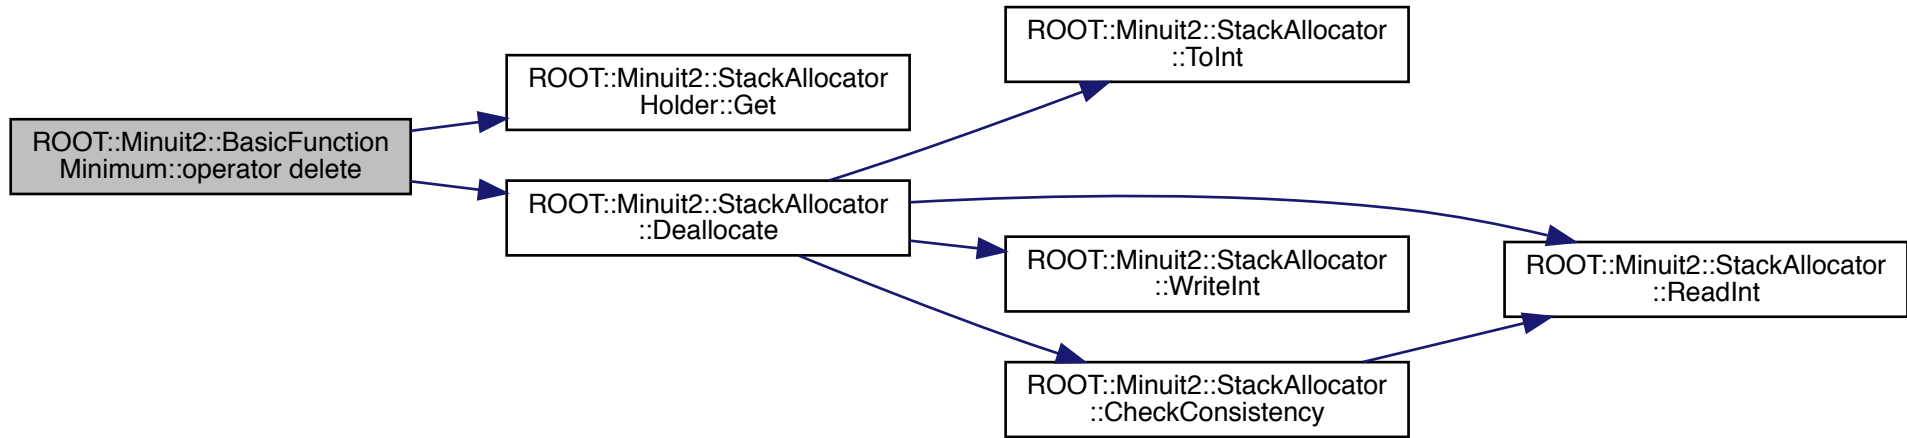 ROOT::Minuit2::BasicFunction
Minimum::operator delete
ROOT::Minuit2::StackAllocator
Holder::Get
ROOT::Minuit2::StackAllocator
::Deallocate
ROOT::Minuit2::StackAllocator
::ToInt
ROOT::Minuit2::StackAllocator
::WriteInt
ROOT::Minuit2::StackAllocator
::CheckConsistency
ROOT::Minuit2::StackAllocator
::ReadInt